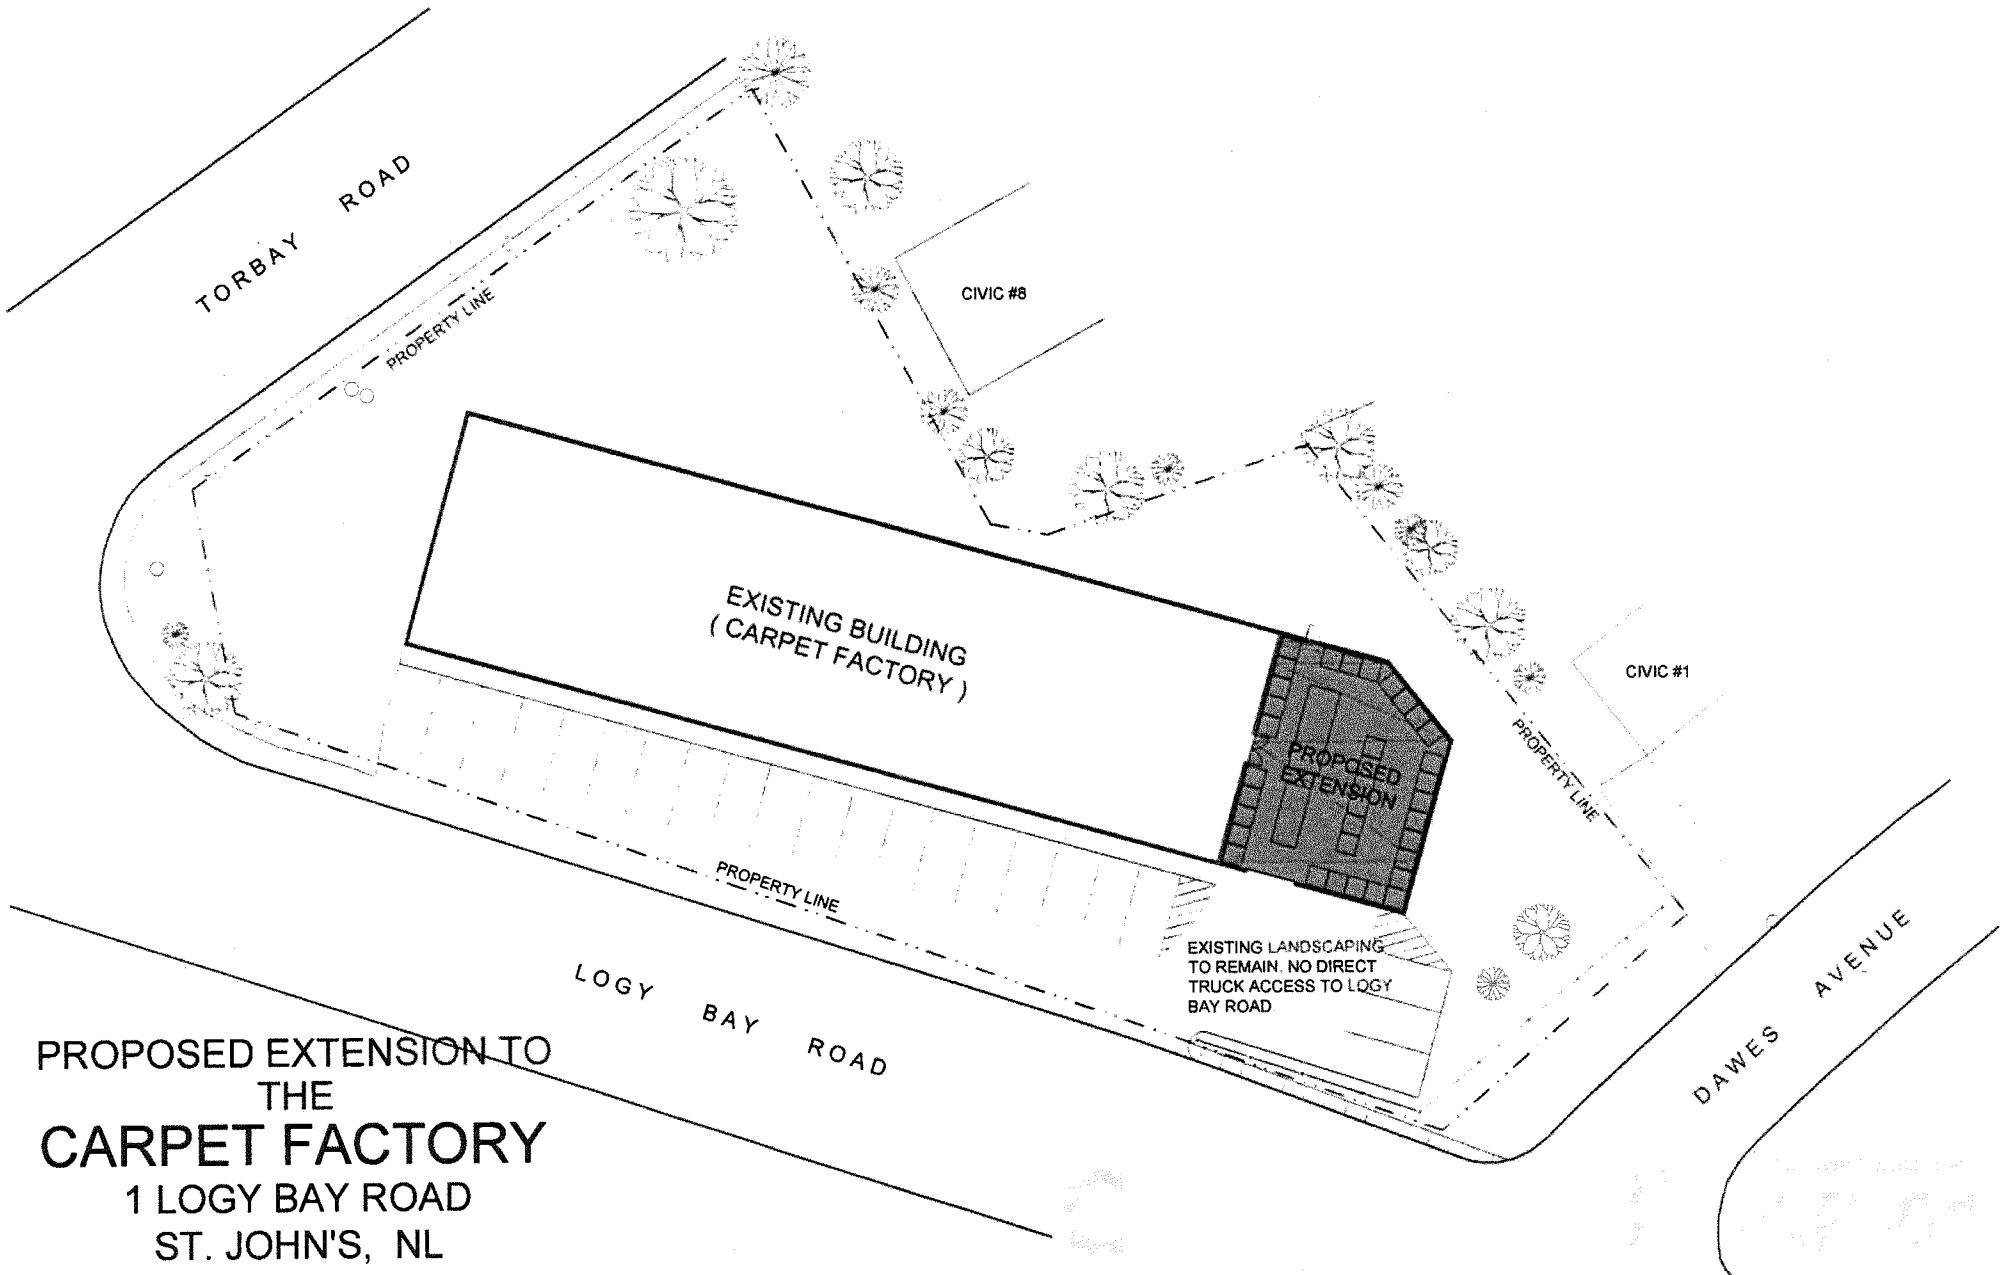 TORBAY ROAD
PROPERTY LINE
CIVIC #8
EXISTING BUILDING
( CARPET FACTORY )
CIVIC #1
PROPOSED
EXTENSION
PROPERTY LINE
PROPERTY LINE
EXISTING LANDSCAPING
TO REMAIN. NO DIRECT
TRUCK ACCESS TO LOGY
BAY ROAD
LOGY BAY ROAD
DAWES AVENUE
PROPOSED EXTENSION TO
THE
CARPET FACTORY
1 LOGY BAY ROAD
ST. JOHN'S, NL